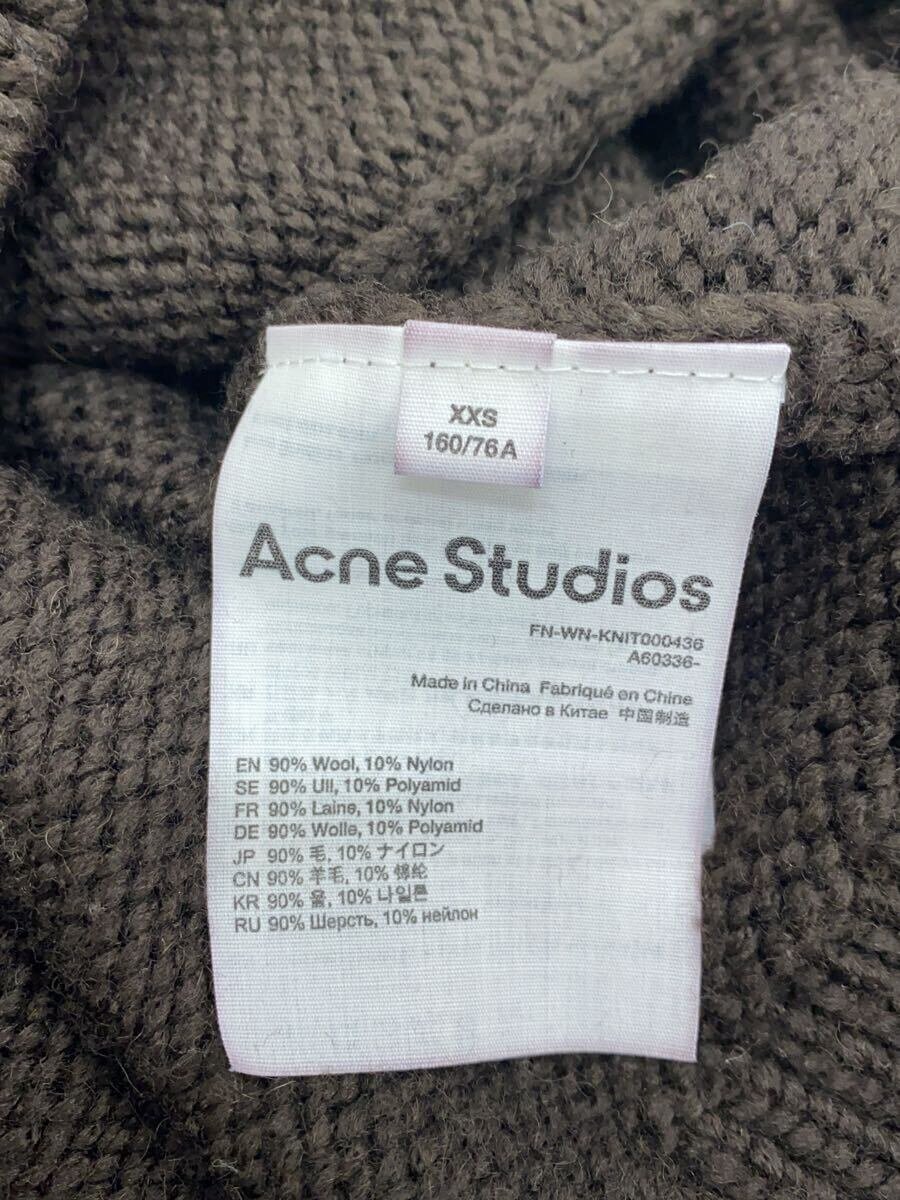 XXS
160/76A
Acne Studios
FN-WN-KNIT000436
A60336-
Made in China Fabriqué en Chine
Сделано в Китае 中国制造
EN 90% Wool, 10% Nylon
SE 90% Ull, 10% Polyamid
FR 90% Laine, 10% Nylon
DE 90% Wolle, 10% Polyamid
JP 90% 毛, 10% ナイロン
CN 90% 羊毛, 10% 锦纶
KR 90% 울, 10% 나일론
RU 90% Шерсть, 10% нейлон